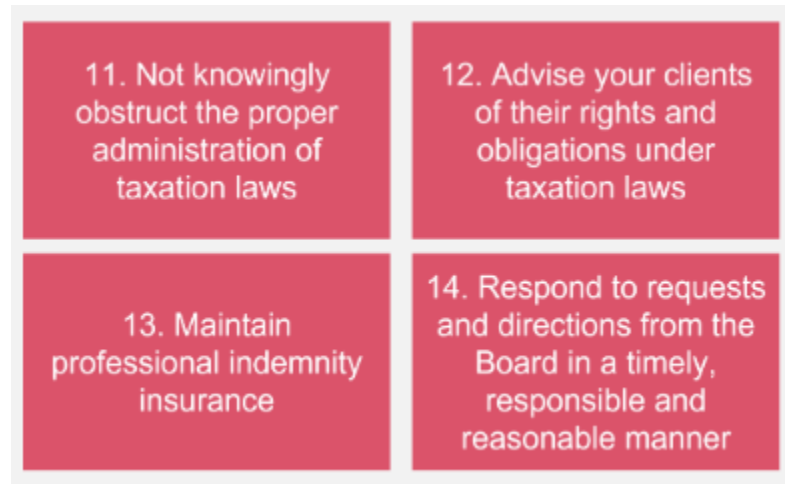 11. Not knowingly
obstruct the proper
administration of
taxation laws
12. Advise your clients
of their rights and
obligations under
taxation laws
13. Maintain
professional indemnity
insurance
14. Respond to requests
and directions from the
Board in a timely,
responsible and
reasonable manner